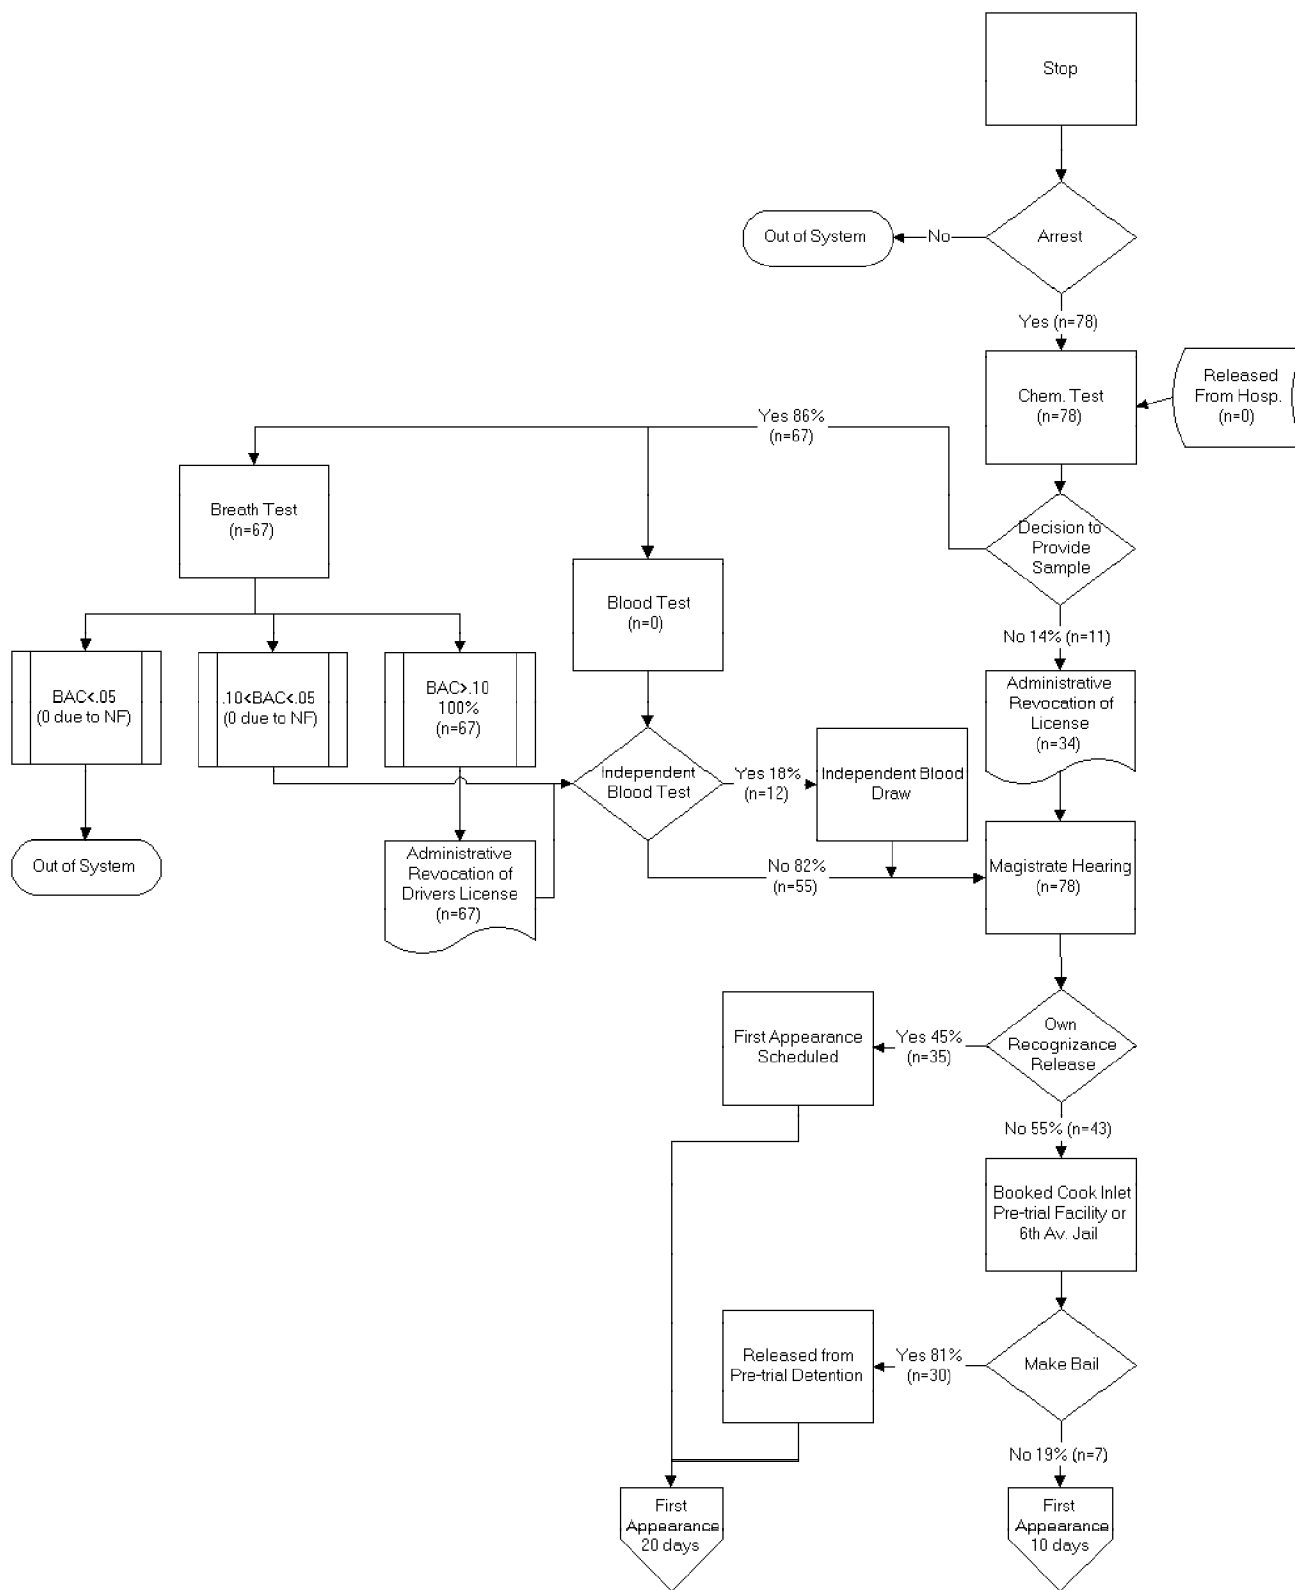 Stop
Arrest
No
Out of System
Yes (n=78)
Chem. Test
(n=78)
Released
From Hosp.
(n=0)
Yes 86%
(n=67)
Decision to
Provide
Sample
Breath Test
(n=67)
Blood Test
(n=0)
No 14% (n=11)
BAC<.05
(0 due to NF)
.10<BAC<.05
(0 due to NF)
BAC>.10
100%
(n=67)
Administrative
Revocation of
License
(n=34)
Independent
Blood Test
Yes 18%
(n=12)
Independent Blood
Draw
Out of System
Administrative
Revocation of
Drivers License
(n=67)
No 82%
(n=55)
Magistrate Hearing
(n=78)
First Appearance
Scheduled
Yes 45%
(n=35)
Own
Recognizance
Release
No 55% (n=43)
Booked Cook Inlet
Pre-trial Facility or
6th Av. Jail
Released from
Pre-trial Detention
Yes 81%
(n=30)
Make Bail
No 19% (n=7)
First
Appearance
20 days
First
Appearance
10 days